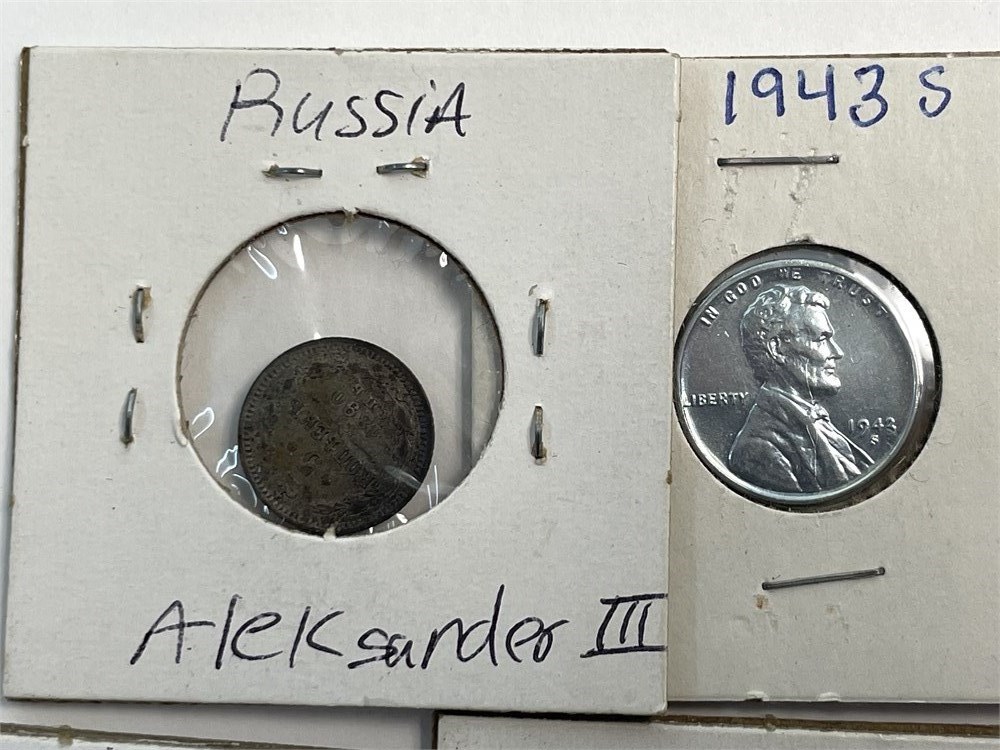 Russia
Aleksander III
1943 S
IN GOD WE TRUST
LIBERTY
1943
S